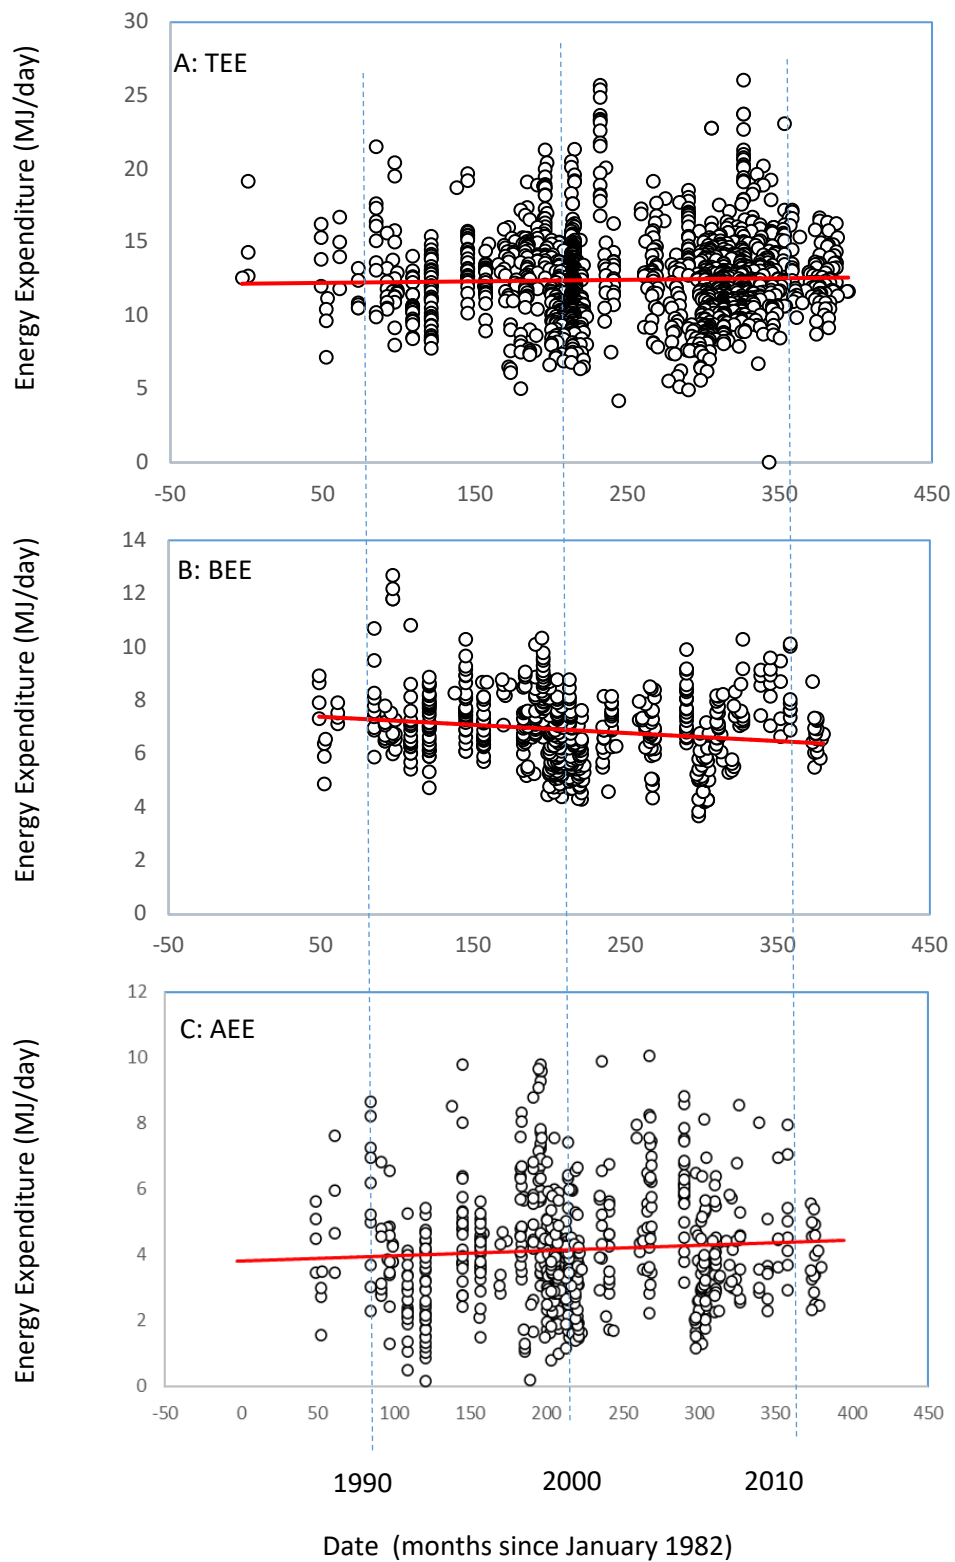 30
A: TEE
25
20
15
10
5
0
Energy Expenditure (MJ/day)
-50 50 150 250 350 450
14
B: BEE
12
10
8
6
4
2
0
Energy Expenditure (MJ/day)
-50 50 150 250 350 450
12
C: AEE
10
8
6
4
2
0
Energy Expenditure (MJ/day)
-50 0 50 100 150 200 250 300 350 400 450
1990 2000 2010
Date (months since January 1982)